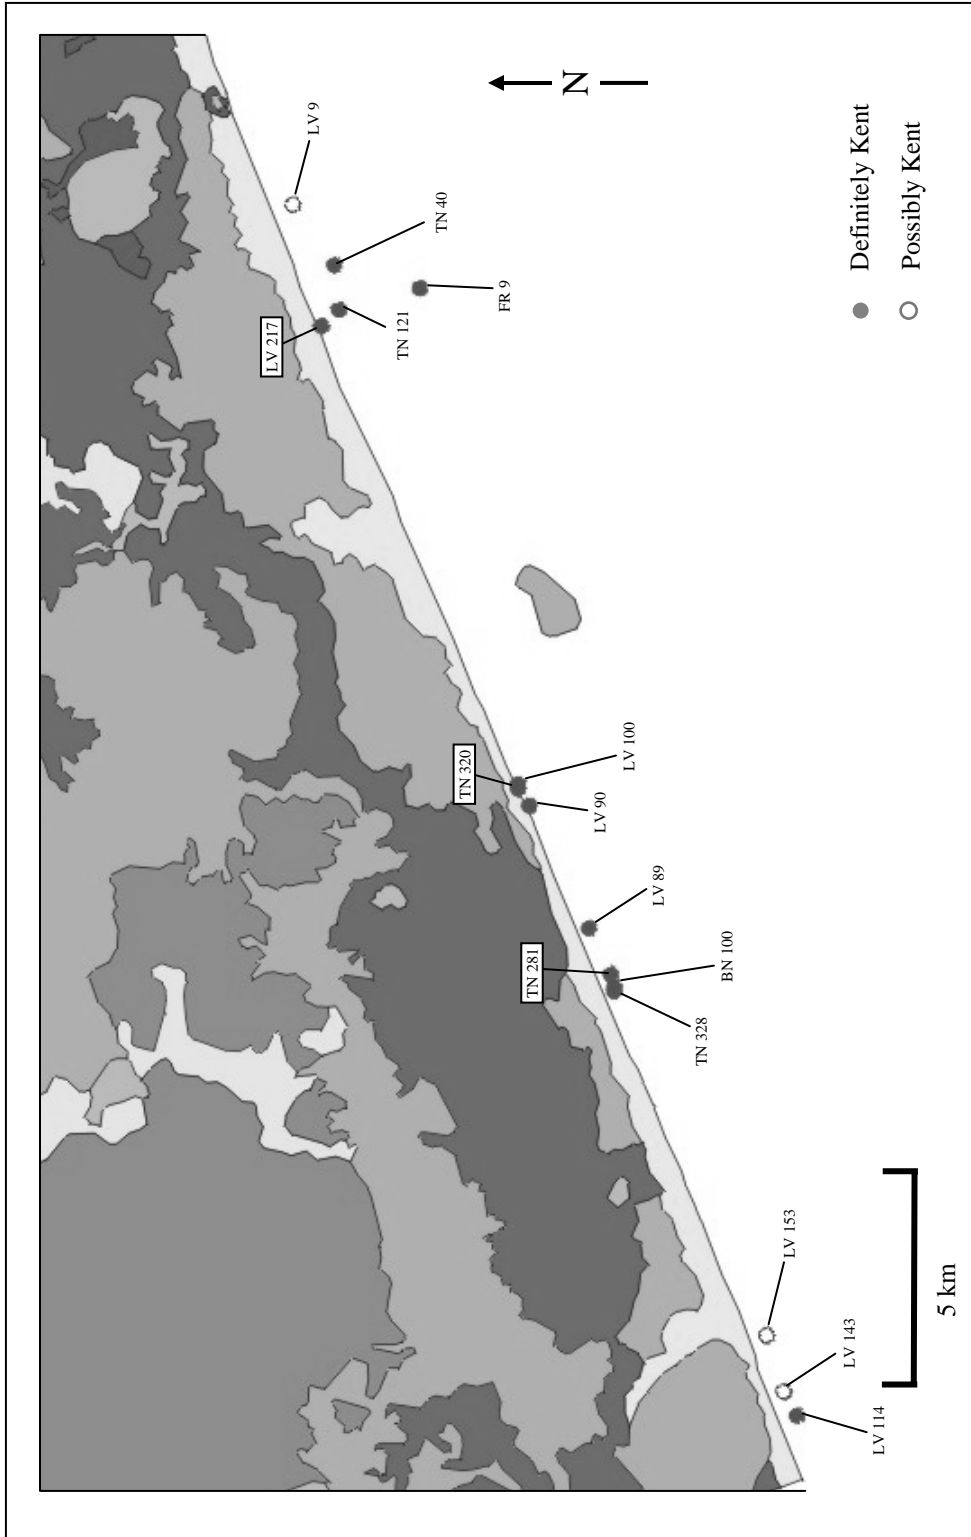 LV 9
TN 40
FR 9
TN 121
LV 217
N
Definitely Kent
Possibly Kent
TN 320
LV 100
LV 90
LV 89
TN 281
BN 100
TN 328
LV 153
LV 143
LV 114
5 km